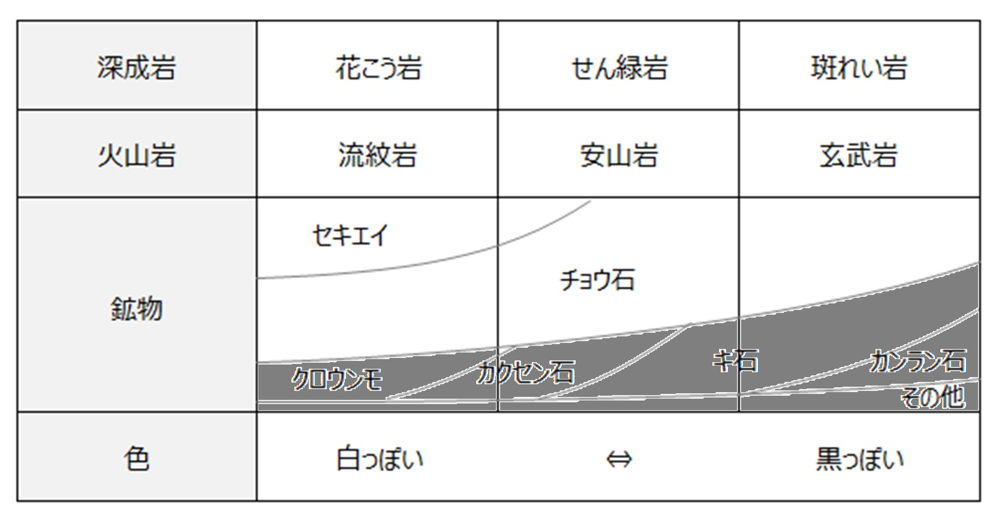 深成岩 花こう岩 せん緑岩 斑れい岩
火山岩 流紋岩 安山岩 玄武岩
セキエイ
チョウ石
鉱物
クロウンモ カクセン石 キ石 カンラン石
その他
色 白っぽい ⇔ 黒っぽい